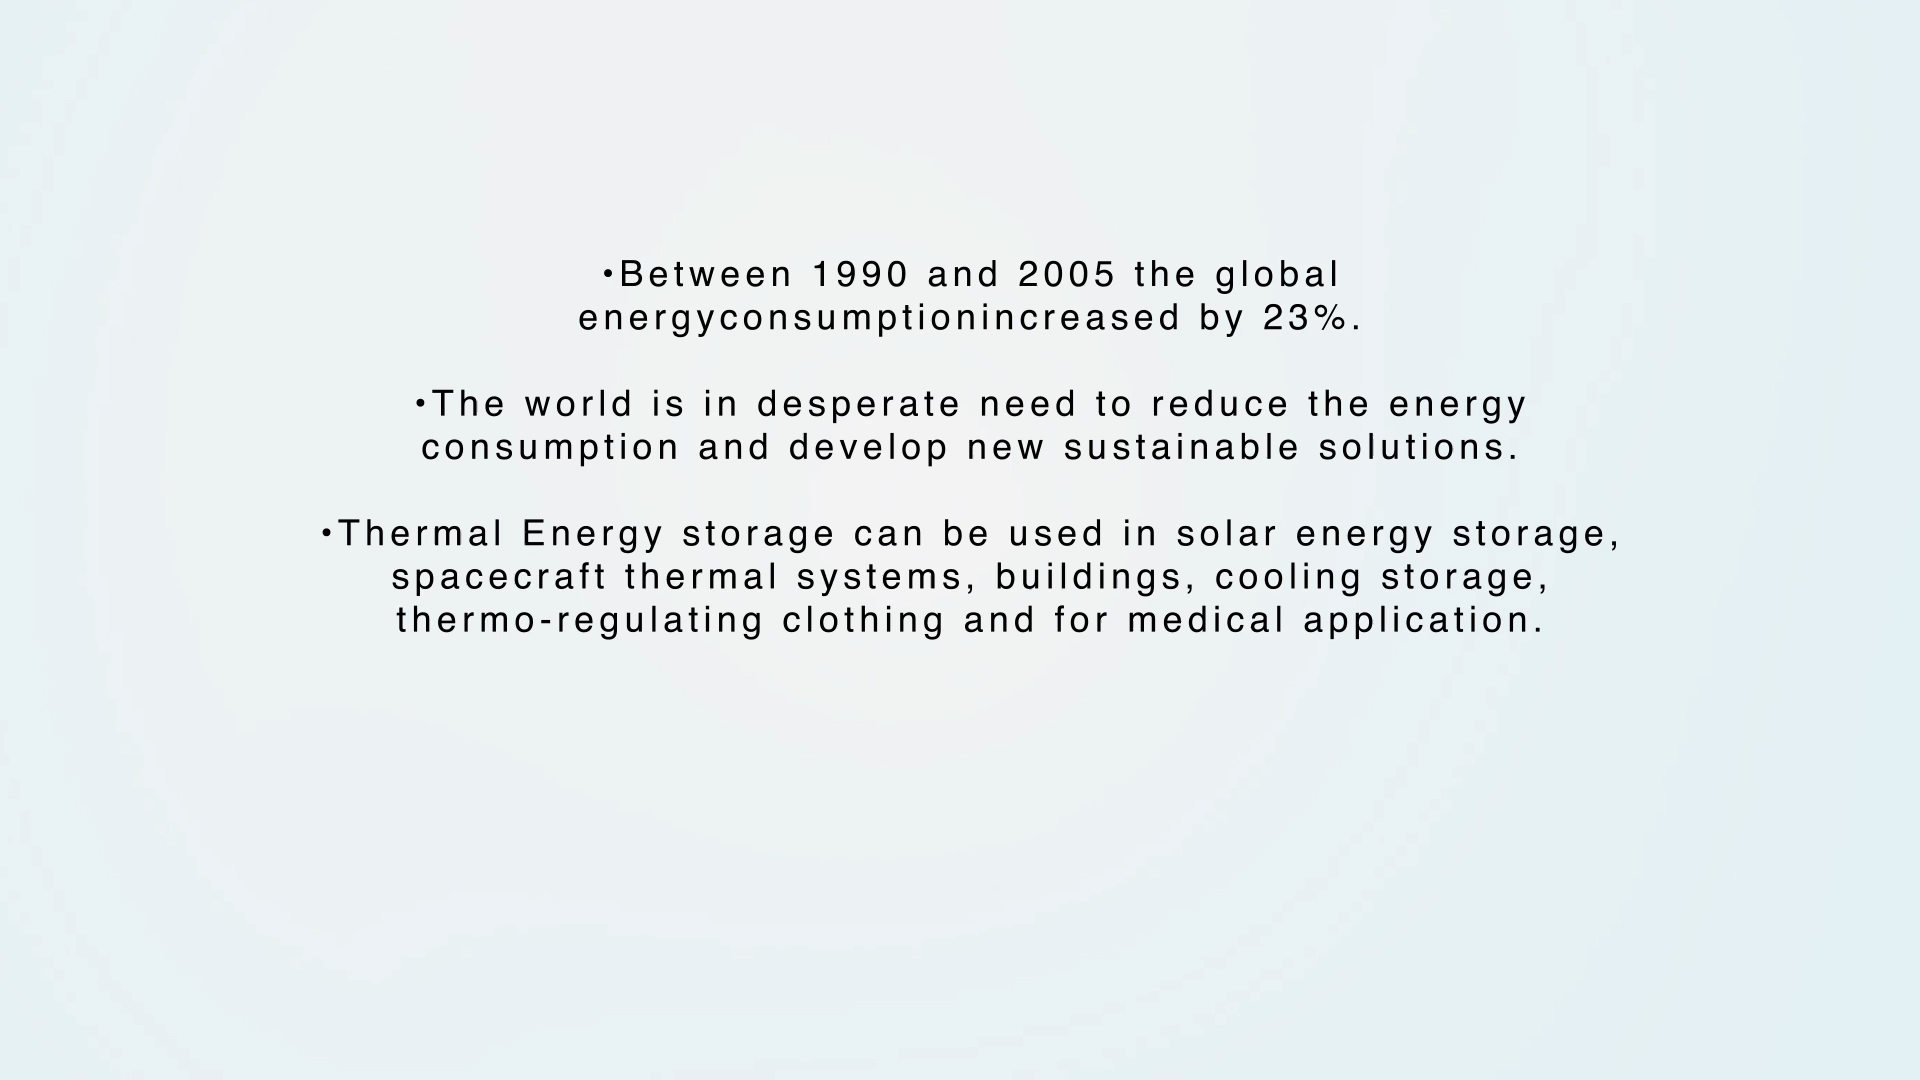 •Between 1990 and 2005 the global
energyconsumptionincreased by 23%.
•The world is in desperate need to reduce the energy
consumption and develop new sustainable solutions.
•Thermal Energy storage can be used in solar energy storage,
spacecraft thermal systems, buildings, cooling storage,
thermo-regulating clothing and for medical application.